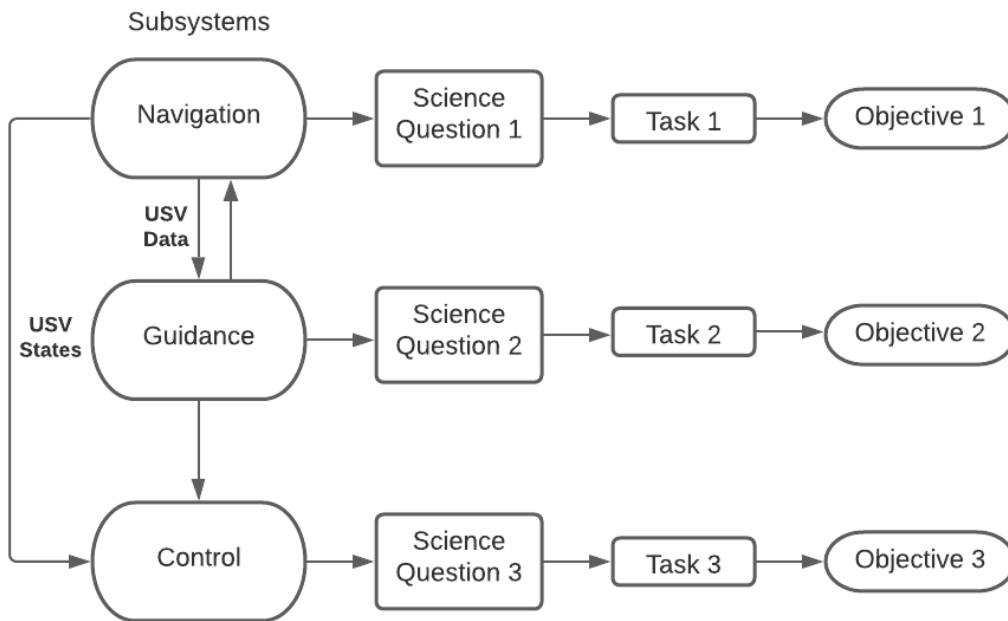 Subsystems
Navigation
Science
Question 1
Task 1
Objective 1
USV
Data
Guidance
Science
Question 2
Task 2
Objective 2
USV
States
Control
Science
Question 3
Task 3
Objective 3